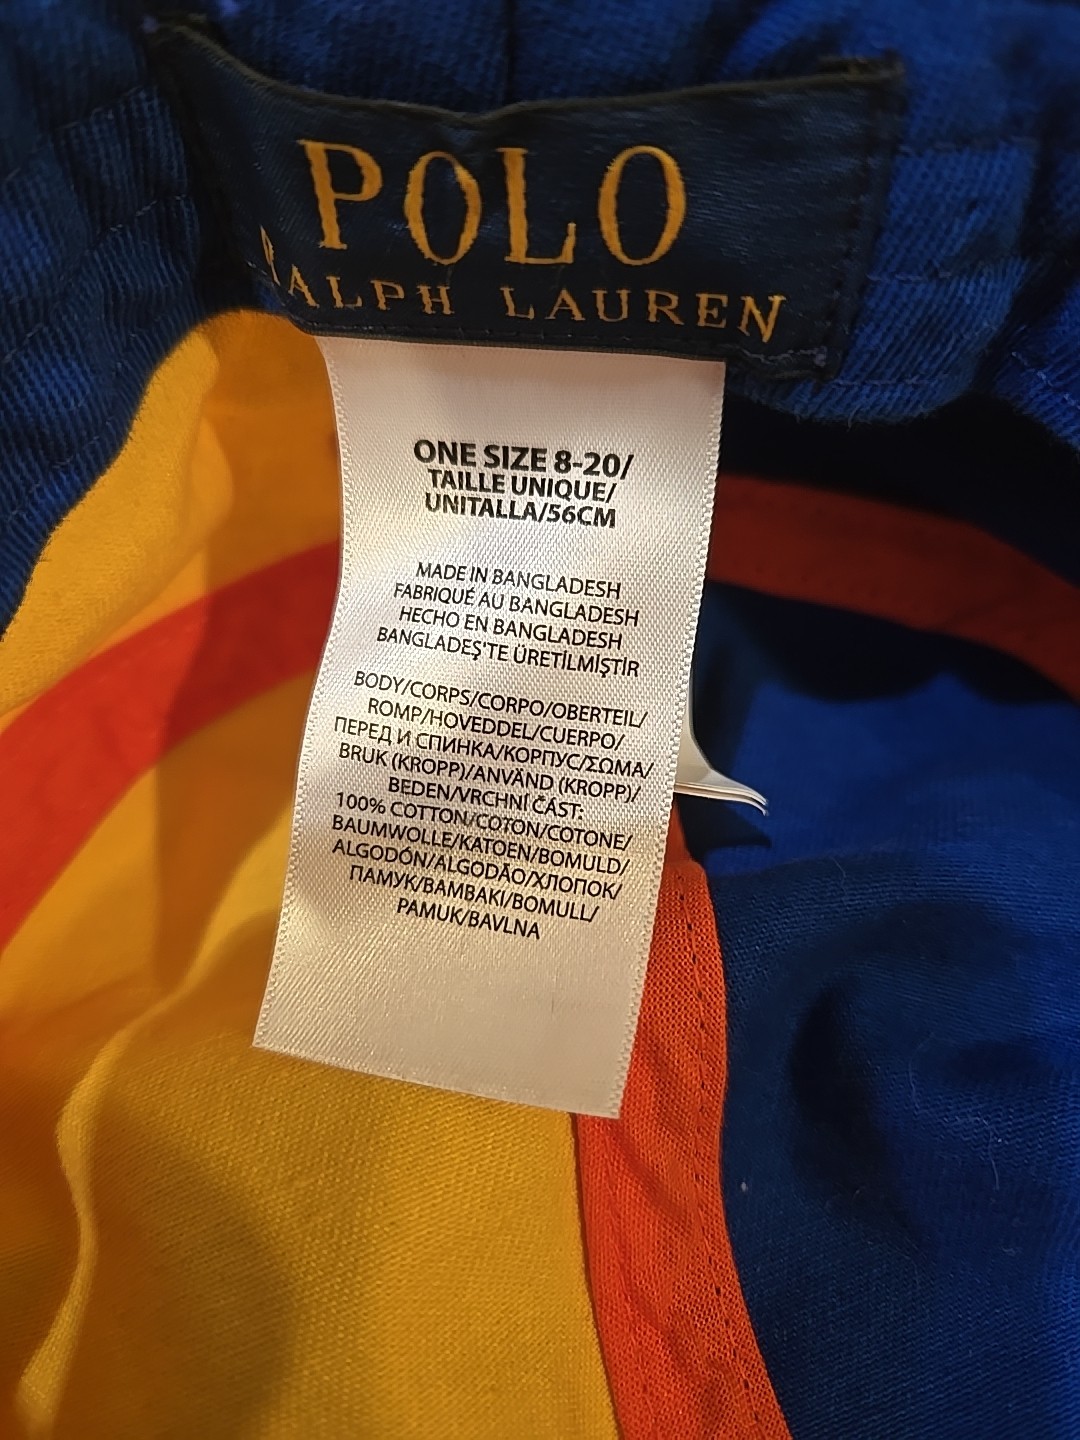 POLO
RALPH LAUREN
ONE SIZE 8-20/
TAILLE UNIQUE/
UNITALLA/56CM
MADE IN BANGLADESH
FABRIQUÉ AU BANGLADESH
HECHO EN BANGLADESH
BANGLADEŞ'TE ÜRETİLMİŞTİR
BODY/CORPS/CORPO/OBERTEIL/
ROMP/HOVEDDEL/CUERPO/
ПЕРЕД И СПИНКА/КОРПУС/ΣΩΜΑ/
BRUK (KROPP)/ANVÄND (KROPP)/
BEDEN/VRCHNÍ ČÁST:
100% COTTON/COTON/COTONE/
BAUMWOLLE/KATOEN/BOMULD/
ALGODÓN/ALGODÃO/ХЛОПОК/
ПАМУК/ΒΑΜΒΑΚΙ/BOMULL/
PAMUK/BAVLNA